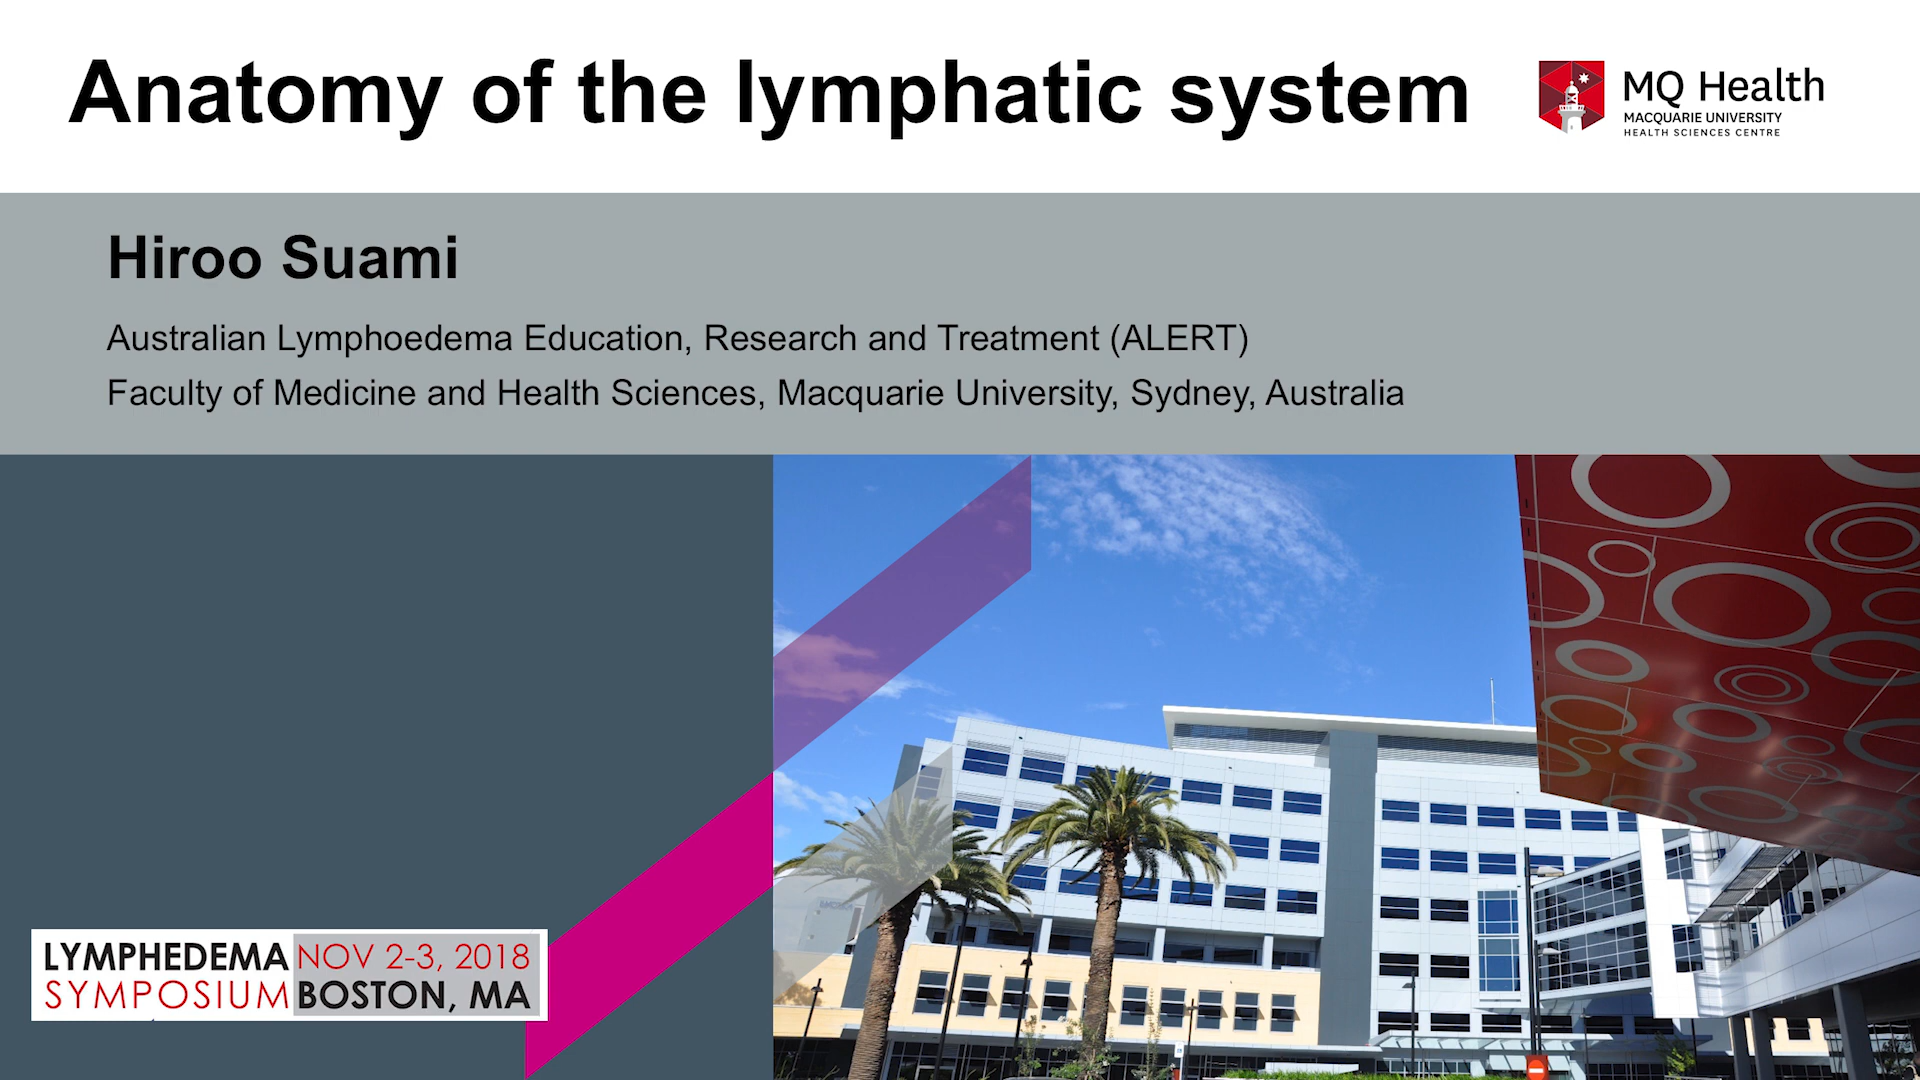 Anatomy of the lymphatic system
MQ Health
MACQUARIE UNIVERSITY
HEALTH SCIENCES CENTRE
Hiroo Suami
Australian Lymphoedema Education, Research and Treatment (ALERT)
Faculty of Medicine and Health Sciences, Macquarie University, Sydney, Australia
LYMPHEDEMA NOV 2-3, 2018
SYMPOSIUM BOSTON, MA